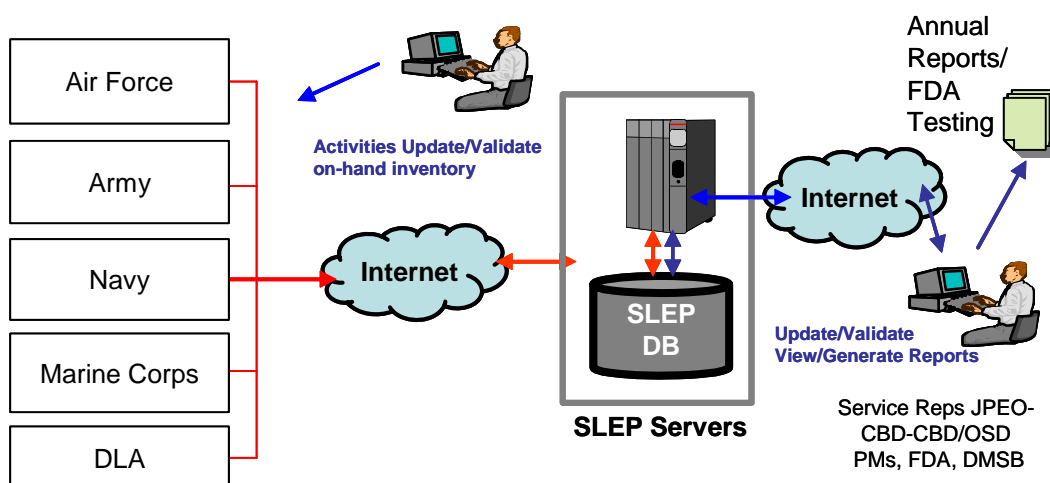 Air Force
Army
Navy
Marine Corps
DLA
Activities Update/Validate
on-hand inventory
Internet
SLEP
DB
SLEP Servers
Internet
Annual
Reports/
FDA
Testing
Update/Validate
View/Generate Reports
Service Reps JPEO-
CBD-CBD/OSD
PMs, FDA, DMSB